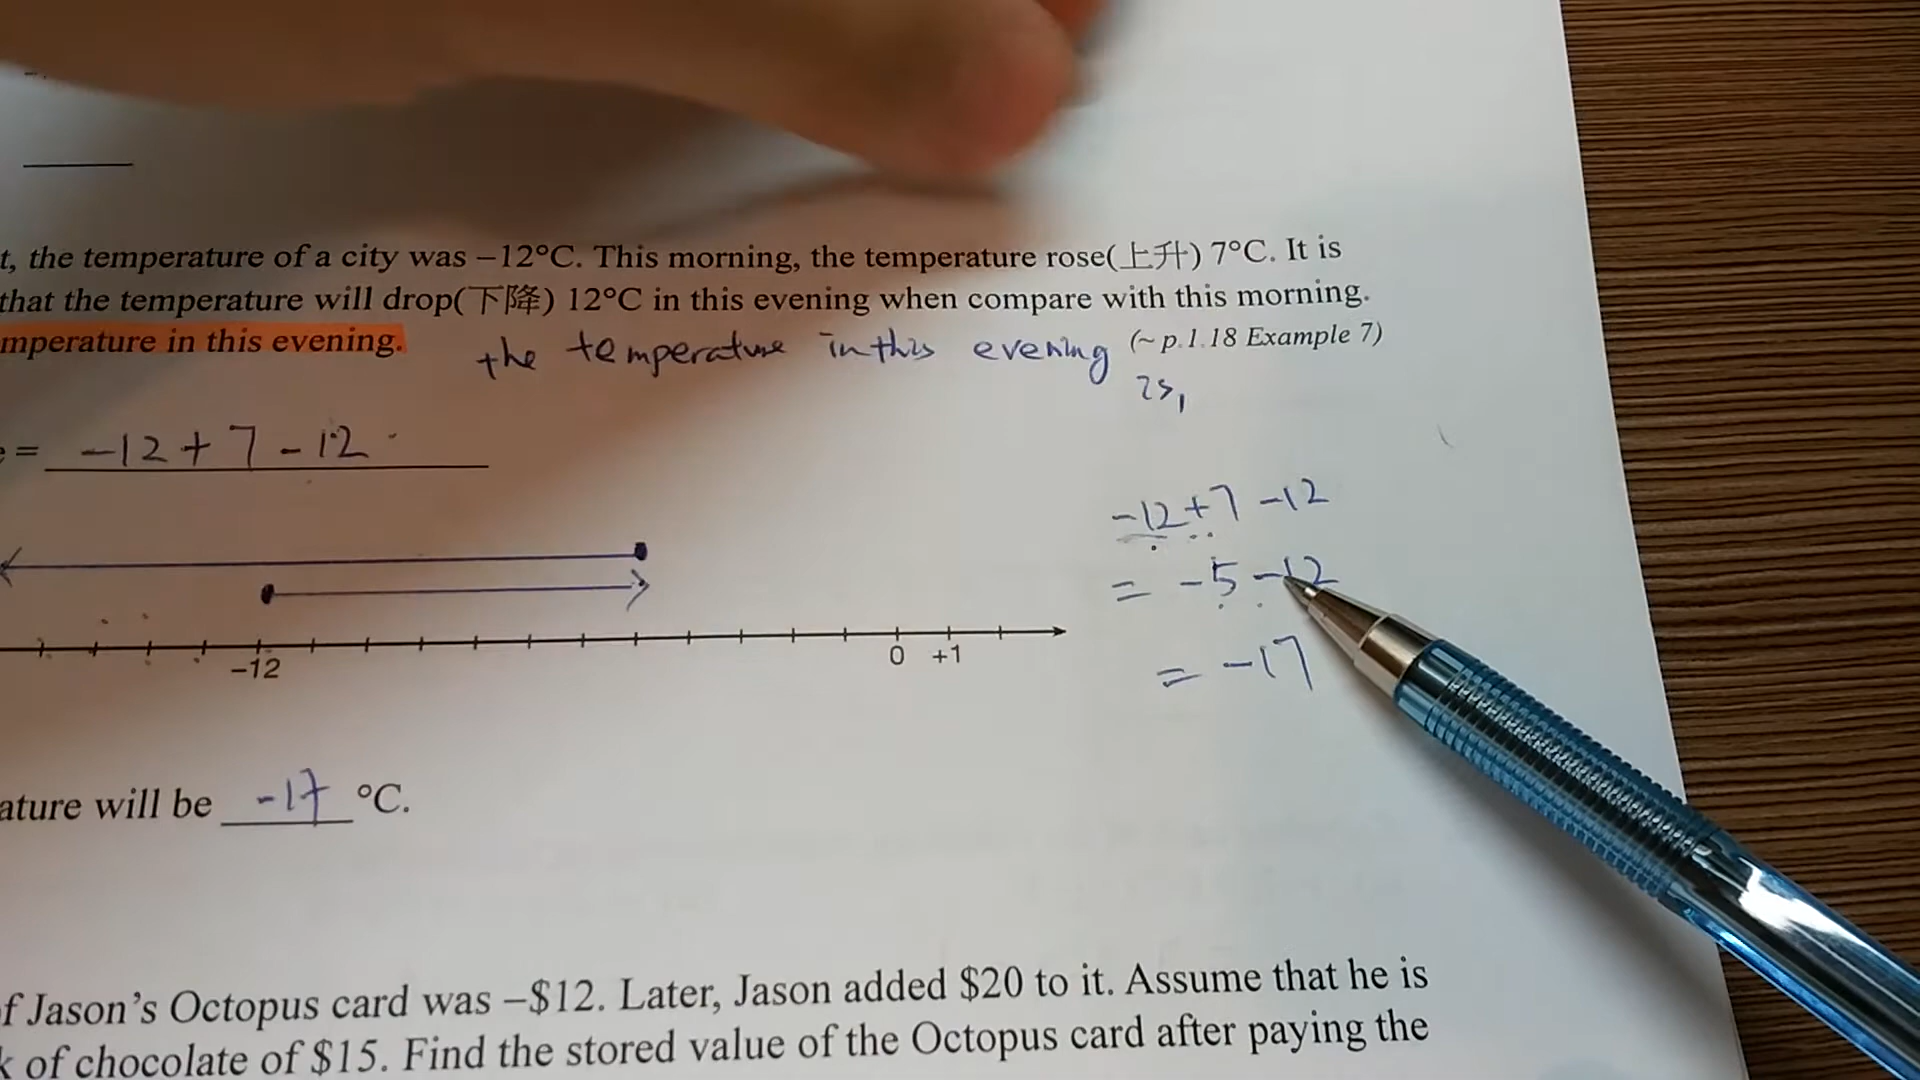 t, the temperature of a city was –12°C. This morning, the temperature rose(上升) 7°C. It is
that the temperature will drop(下降) 12°C in this evening when compare with this morning.
mperature in this evening.
the temperature in this evening
(~ p.1.18 Example 7)
is,
= -12+7-12
-12+7-12
= -5-12
= -17
–12
0 +1
ature will be -17 °C.
f Jason's Octopus card was –$12. Later, Jason added $20 to it. Assume that he is
k of chocolate of $15. Find the stored value of the Octopus card after paying the